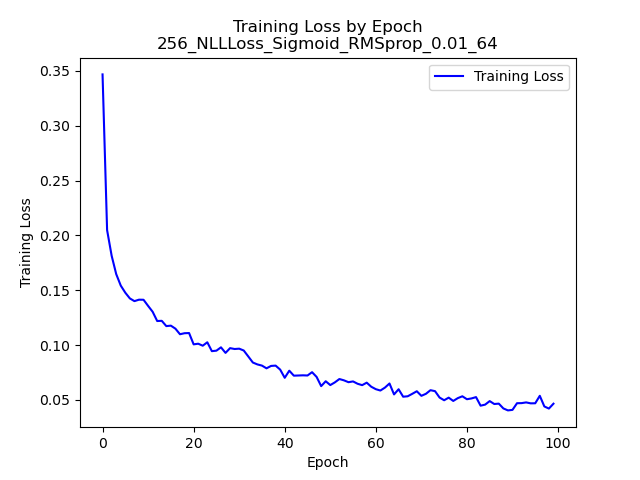 Training Loss by Epoch
256_NLLLoss_Sigmoid_RMSprop_0.01_64
Training Loss
0.35
0.30
0.25
0.20
0.15
0.10
0.05
Training Loss
0 20 40 60 80 100
Epoch